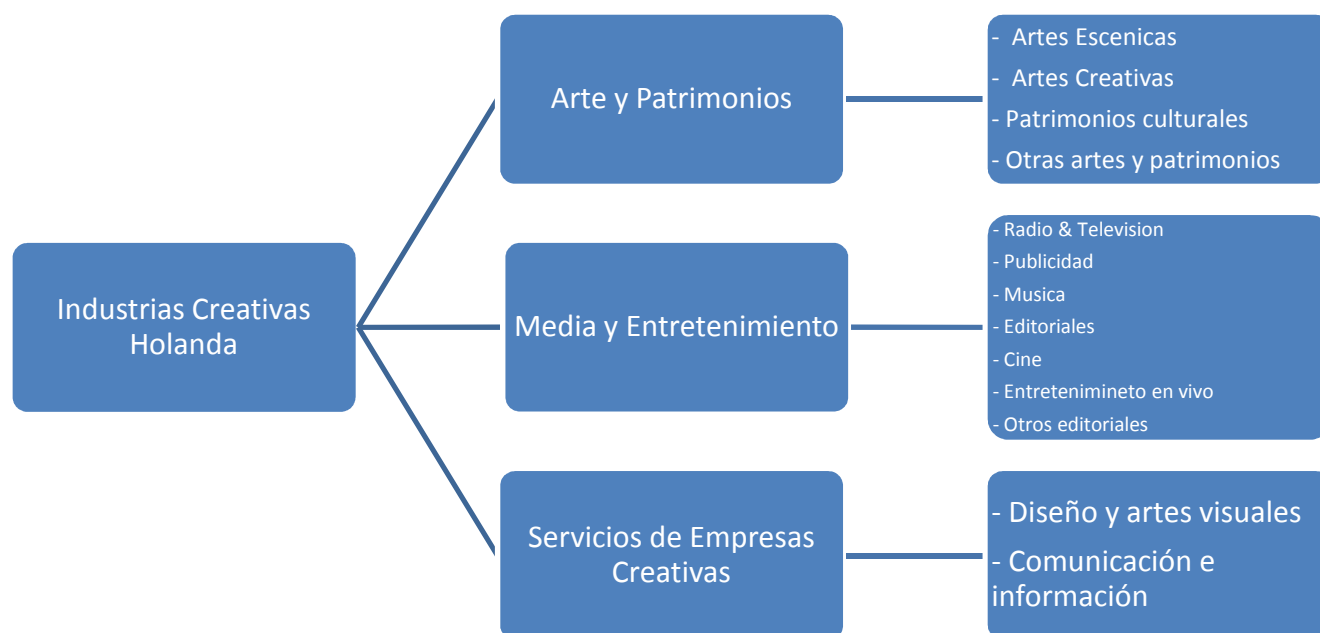 Industrias Creativas
Holanda
Arte y Patrimonios
- Artes Escenicas
- Artes Creativas
- Patrimonios culturales
- Otras artes y patrimonios
Media y Entretenimiento
- Radio & Television
- Publicidad
- Musica
- Editoriales
- Cine
- Entretenimineto en vivo
- Otros editoriales
Servicios de Empresas
Creativas
- Diseño y artes visuales
- Comunicación e
información